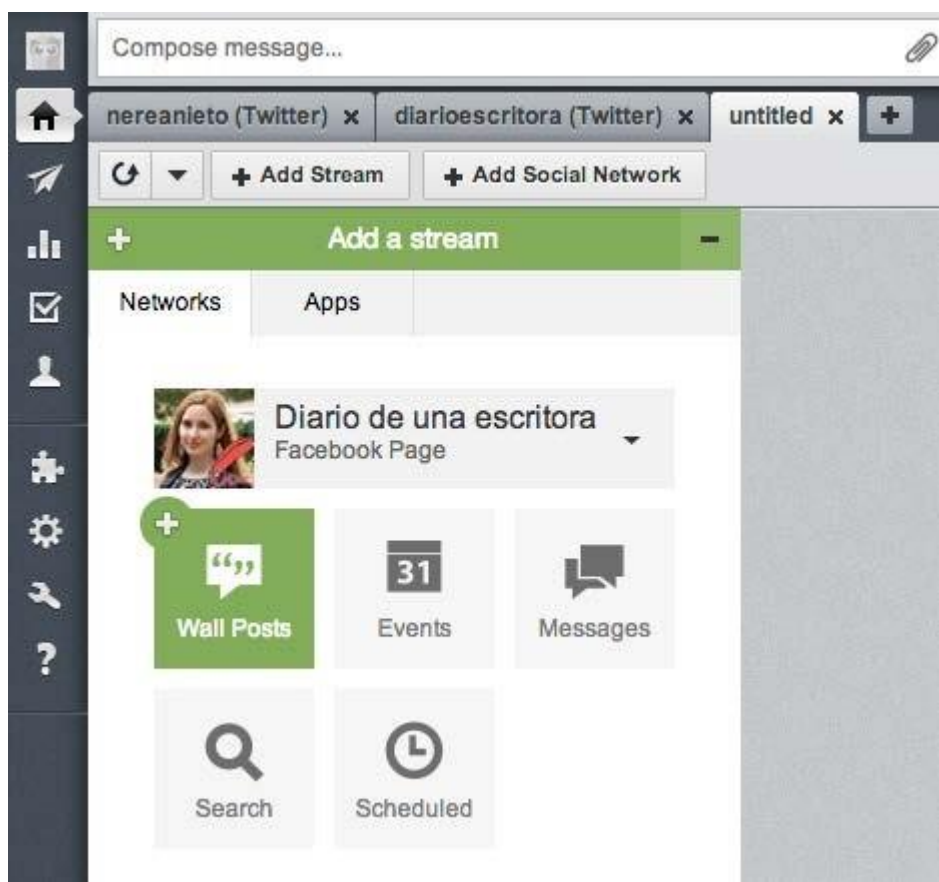 Compose message...
nereanieto (Twitter) x diarioescritora (Twitter) x untitled x +
+ Add Stream + Add Social Network
+ Add a stream -
Networks Apps
Diario de una escritora
Facebook Page
“„ 31
Wall Posts Events Messages
Search Scheduled
?